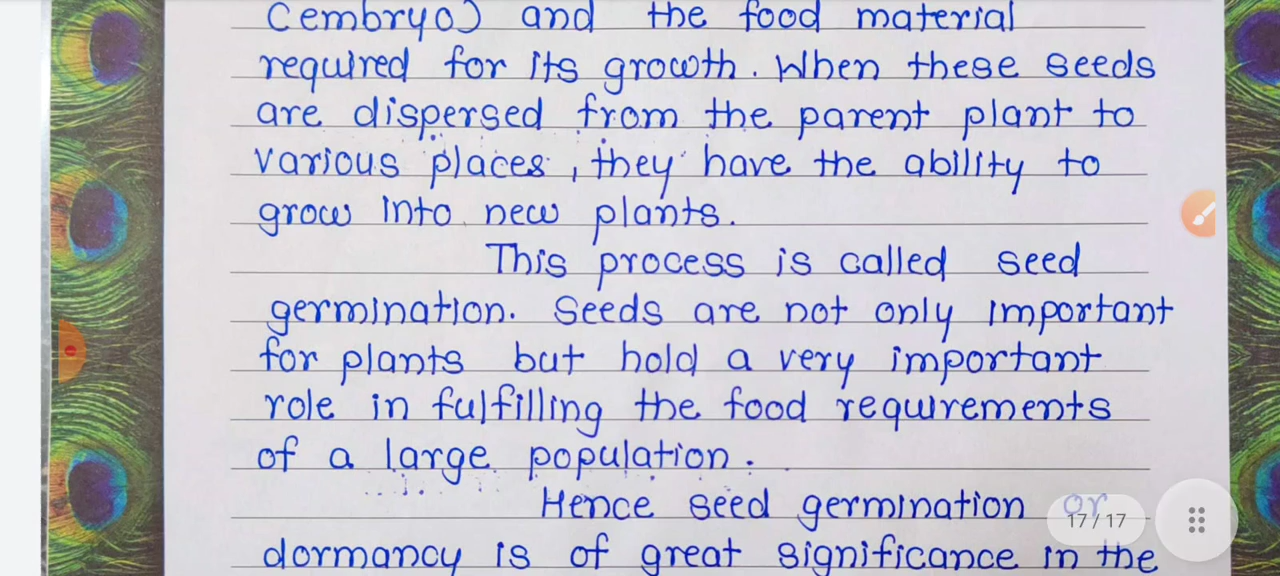 (embryo) and the food material
required for its growth. When these seeds
are dispersed from the parent plant to
various places, they have the ability to
grow into new plants.
This process is called seed
germination. Seeds are not only important
for plants but hold a very important
role in fulfilling the food requirements
of a large population.
Hence seed germination or
dormancy is of great significance in the
17/17